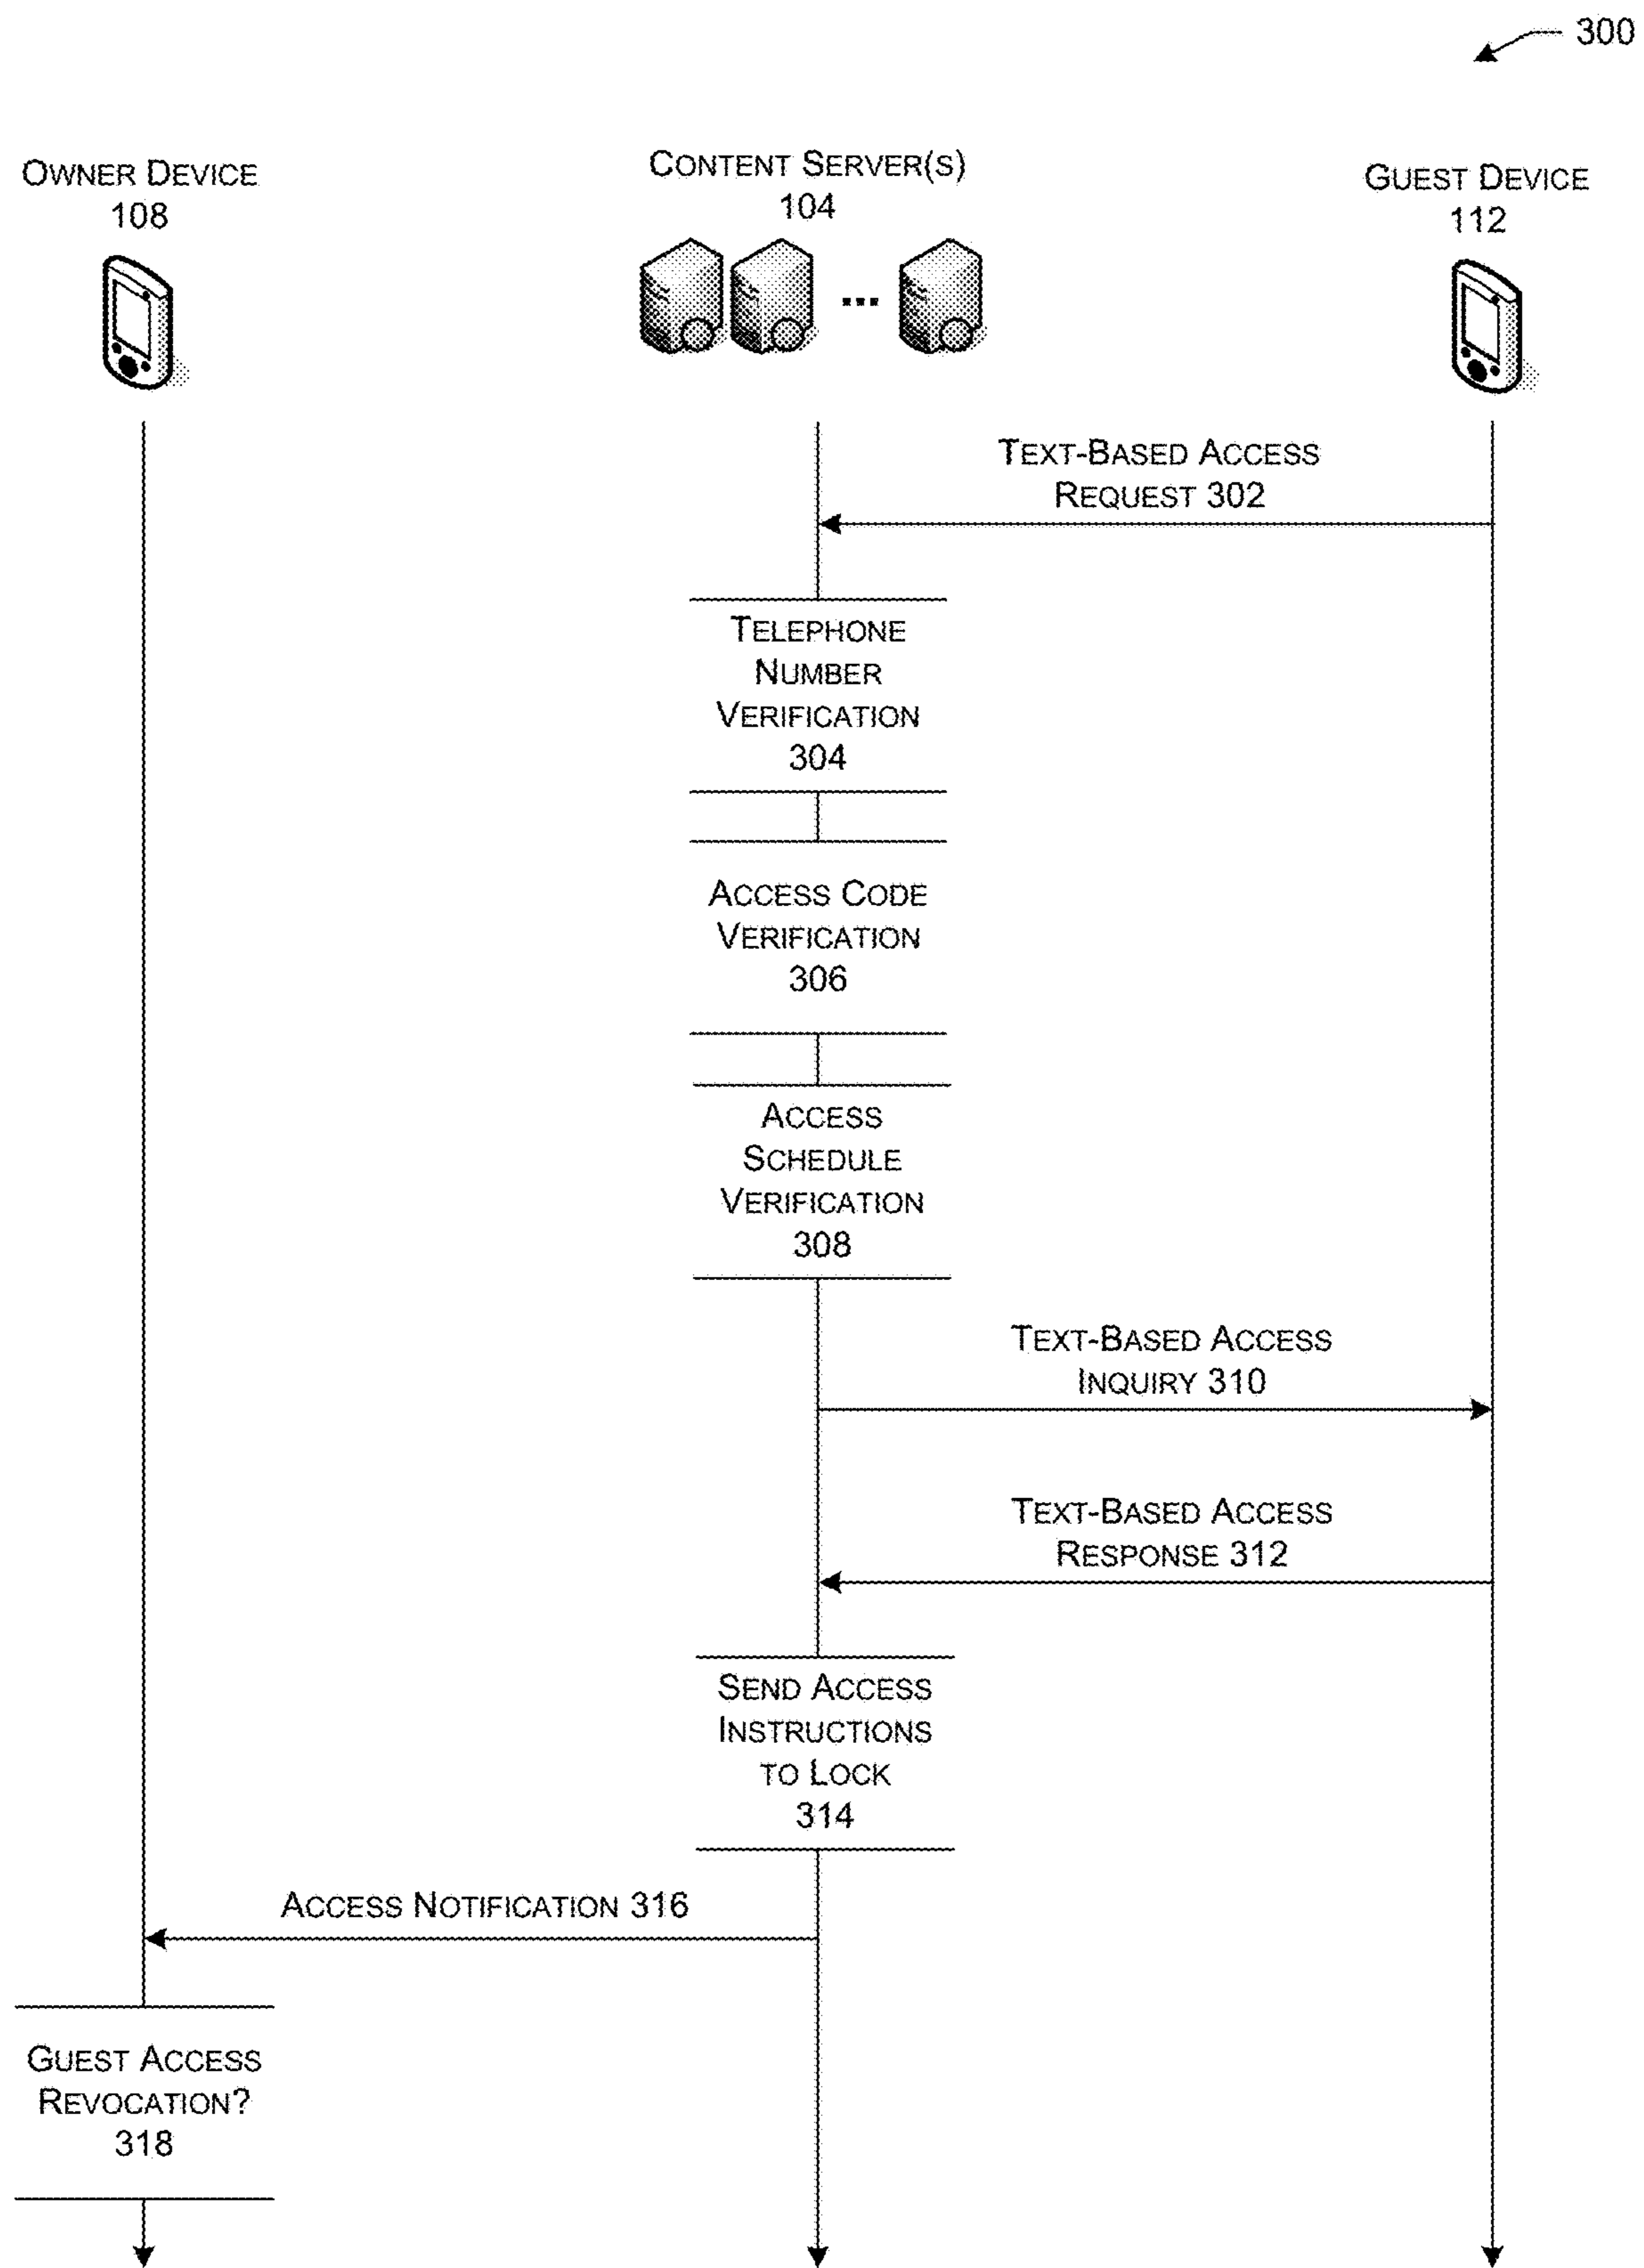 300
OWNER DEVICE
108
CONTENT SERVER(S)
104
GUEST DEVICE
112
TEXT-BASED ACCESS
REQUEST 302
TELEPHONE
NUMBER
VERIFICATION
304
ACCESS CODE
VERIFICATION
306
ACCESS
SCHEDULE
VERIFICATION
308
TEXT-BASED ACCESS
INQUIRY 310
TEXT-BASED ACCESS
RESPONSE 312
SEND ACCESS
INSTRUCTIONS
TO LOCK
314
ACCESS NOTIFICATION 316
GUEST ACCESS
REVOCATION?
318